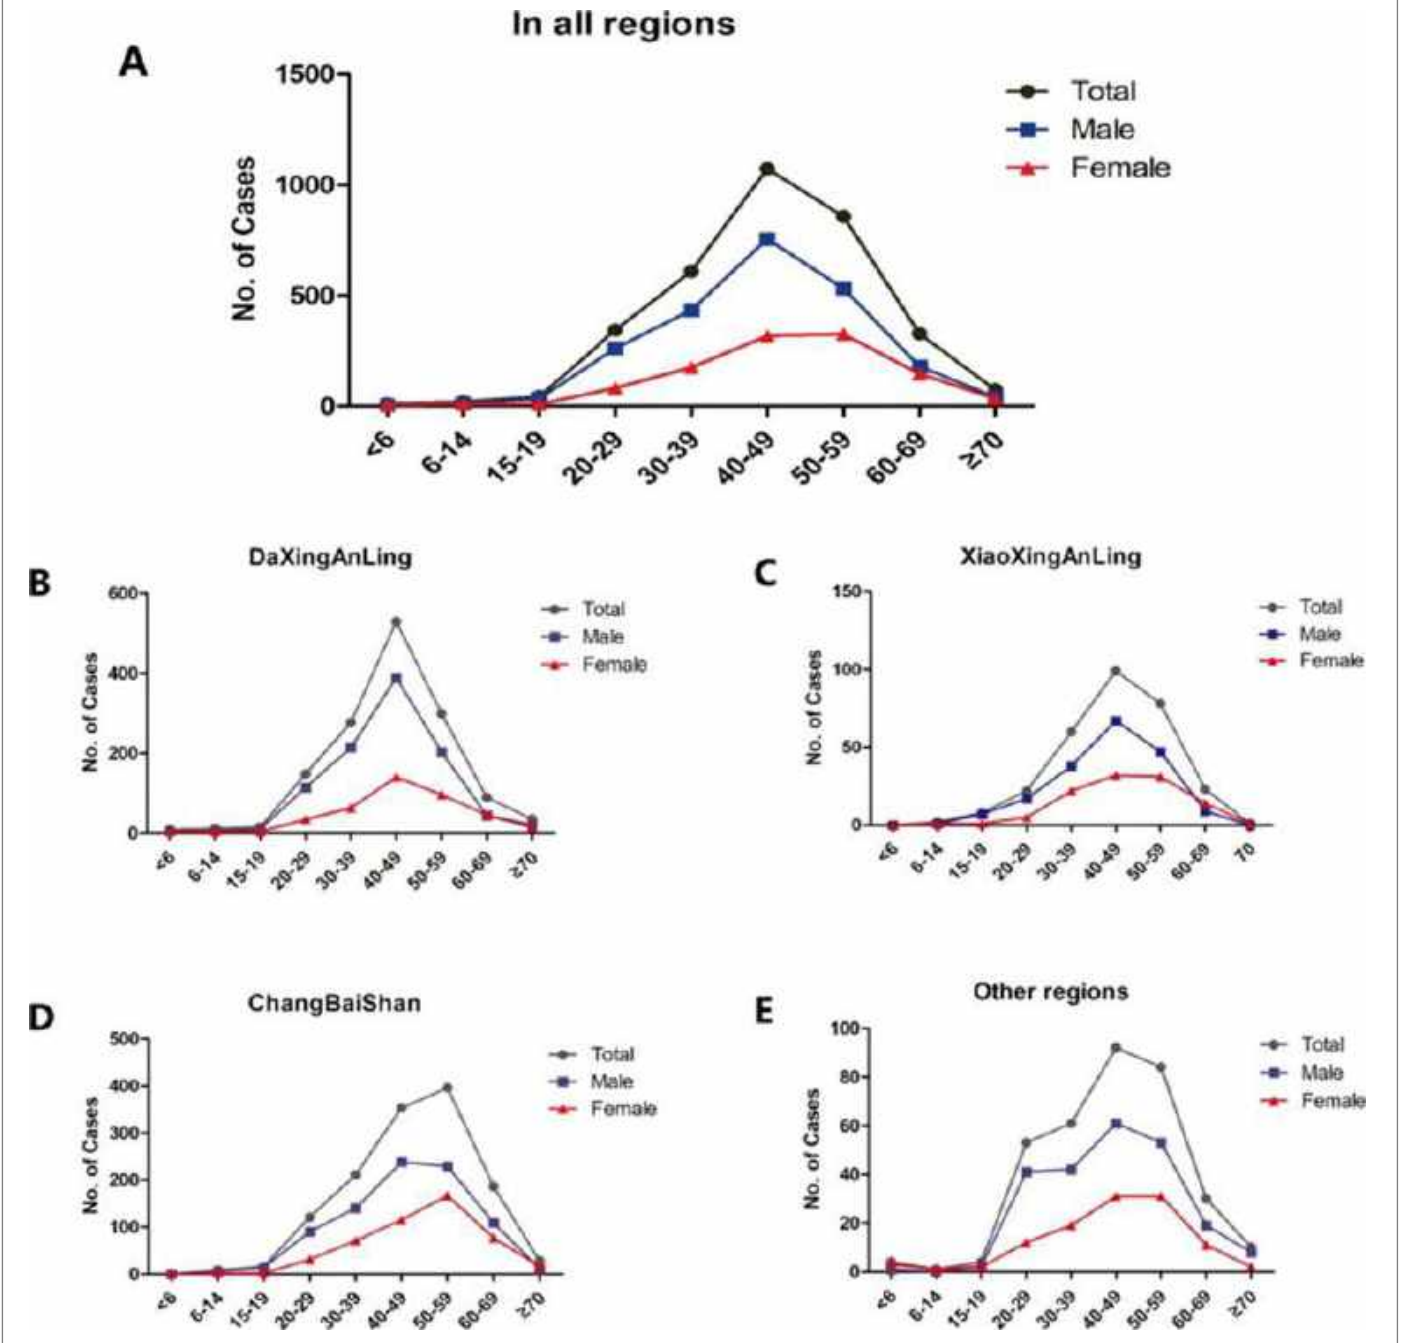 In all regions
A
1500
1000
500
0
No. of Cases
Total
Male
Female
<6
6-14
15-19
20-29
30-39
40-49
50-59
60-69
≥70
DaXingAnLing
B
600
400
200
0
No. of Cases
Total
Male
Female
<6
6-14
15-19
20-29
30-39
40-49
50-59
60-69
≥70
XiaoXingAnLing
C
150
100
50
0
No. of Cases
Total
Male
Female
<6
6-14
15-19
20-29
30-39
40-49
50-59
60-69
70
ChangBaiShan
D
500
400
300
200
100
0
No. of Cases
Total
Male
Female
<6
6-14
15-19
20-29
30-39
40-49
50-59
60-69
≥70
Other regions
E
100
80
60
40
20
0
No. of Cases
Total
Male
Female
<6
6-14
15-19
20-29
30-39
40-49
50-59
60-69
≥70